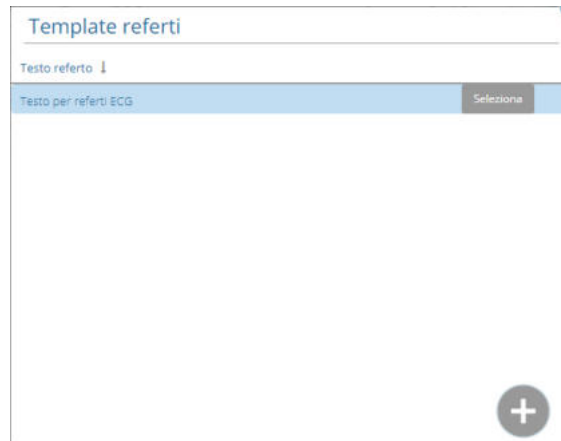 Template referti
Testo referto ↓
Testo per referti ECG
Seleziona